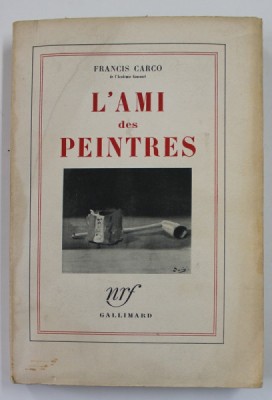 FRANCIS CARCO
de l'Académie Goncourt
L'AMI
des
PEINTRES
nrf
GALLIMARD